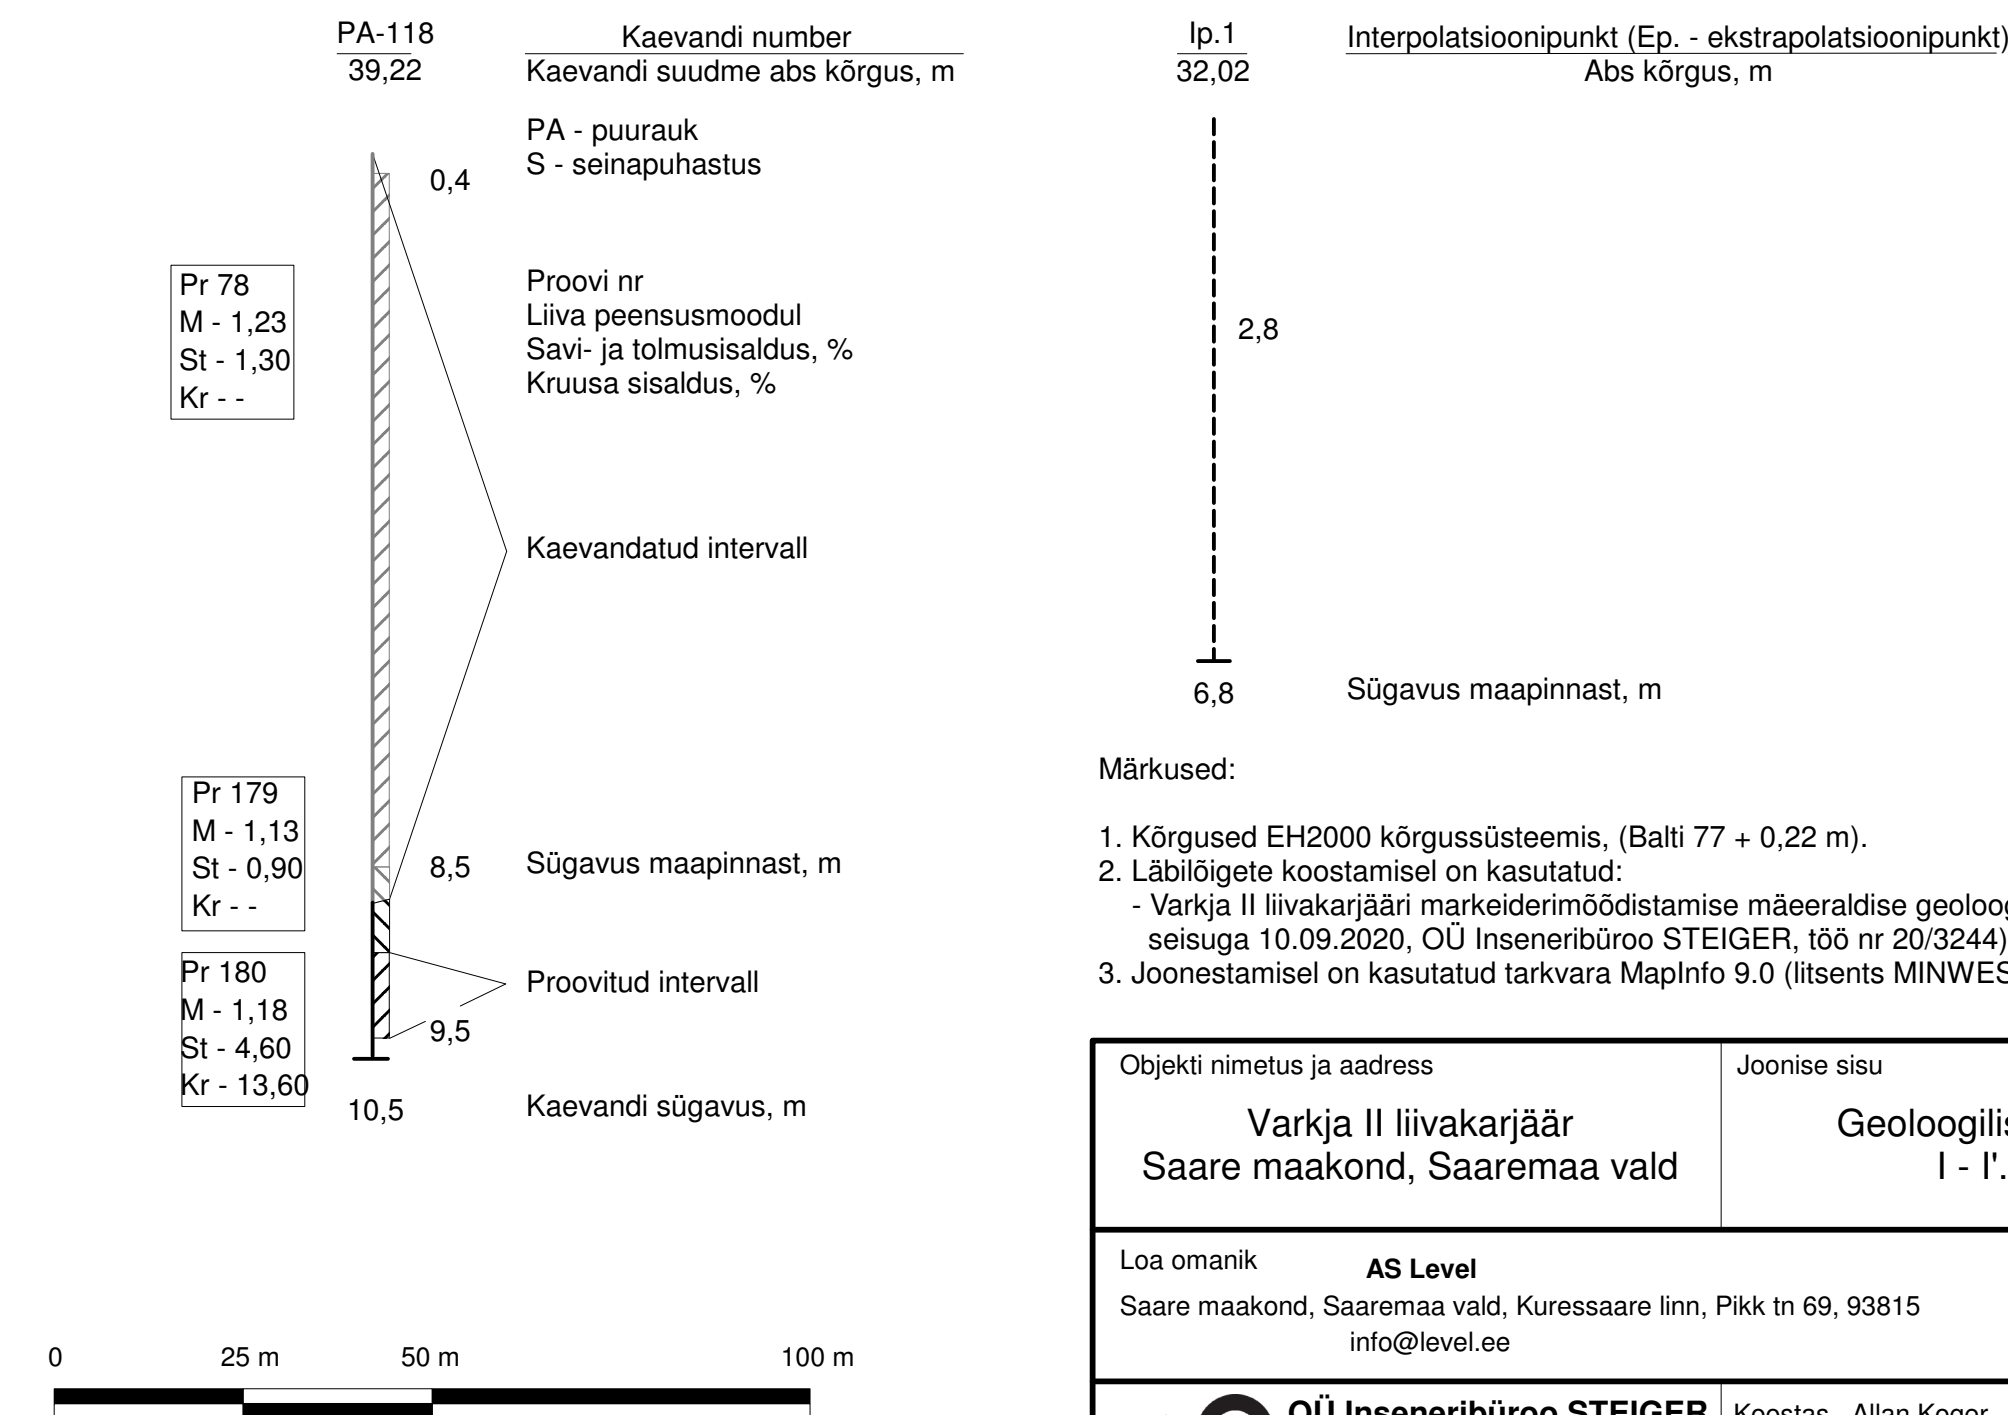 PA-118
39,22
Kaevandi number
Kaevandi suudme abs kõrgus, m
PA - puurauk
S - seinapuhastus
0,4
Pr 78
M - 1,23
St - 1,30
Kr - -
Proovi nr
Liiva peensusmoodul
Savi- ja tolmusisaldus, %
Kruusa sisaldus, %
Kaevandatud intervall
Pr 179
M - 1,13
St - 0,90
Kr - -
8,5
Sügavus maapinnast, m
Pr 180
M - 1,18
St - 4,60
Kr - 13,60
Proovitud intervall
9,5
10,5
Kaevandi sügavus, m
0 25 m 50 m 100 m
Ip.1
32,02
Interpolatsioonipunkt (Ep. - ekstrapolatsioonipunkt)
Abs kõrgus, m
2,8
6,8
Sügavus maapinnast, m
Märkused:
1. Kõrgused EH2000 kõrgussüsteemis, (Balti 77 + 0,22 m).
2. Läbilõigete koostamisel on kasutatud:
- Varkja II liivakarjääri markeiderimõõdistamise mäeeraldise
seisuga 10.09.2020, OÜ Inseneribüroo STEIGER, töö nr 20/3244)
3. Joonestamisel on kasutatud tarkvara MapInfo 9.0 (litsents
Objekti nimetus ja aadress
Varkja II liivakarjäär
Saare maakond, Saaremaa vald
Joonise sisu
I - I'.
Loa omanik
AS Level
Saare maakond, Saaremaa vald, Kuressaare linn, Pikk tn 69, 93815
info@level.ee
OÜ Inseneribüroo STEIGER
Koostas Allan Koger